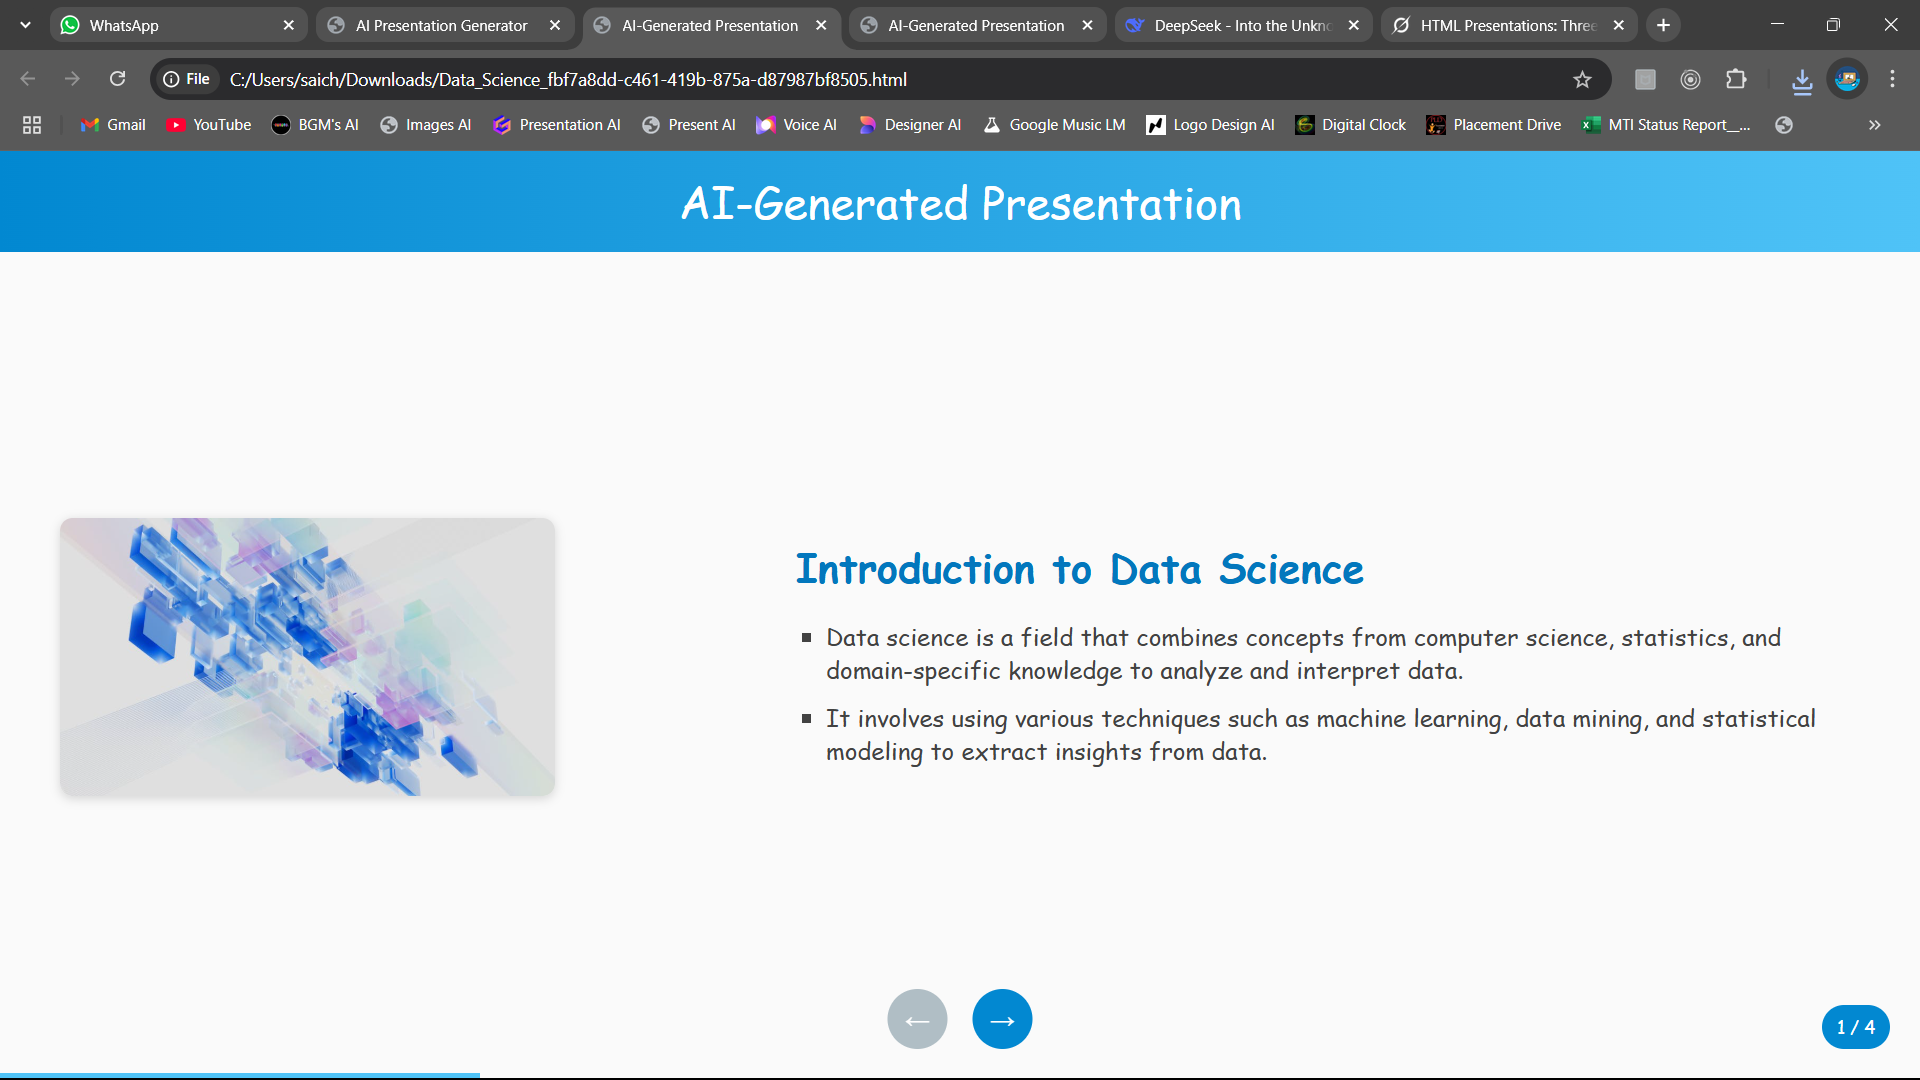 WhatsApp
AI Presentation Generator
AI-Generated Presentation
AI-Generated Presentation
DeepSeek - Into the
HTML Presentations:
File
C:/Users/saich/Downloads/Data_Science_fbf7a8dd-c461-419b-875a-d87987bf8505.html
Gmail
YouTube
BGM's AI
Images AI
Presentation AI
Present AI
Voice AI
Designer AI
Google Music LM
Logo Design AI
Digital Clock
Placement Drive
MTI Status Report__...
AI-Generated Presentation
Introduction to Data Science
Data science is a field that combines concepts from computer science, statistics, and
domain-specific knowledge to analyze and interpret data.
It involves using various techniques such as machine learning, data mining, and statistical
modeling to extract insights from data.
1 / 4